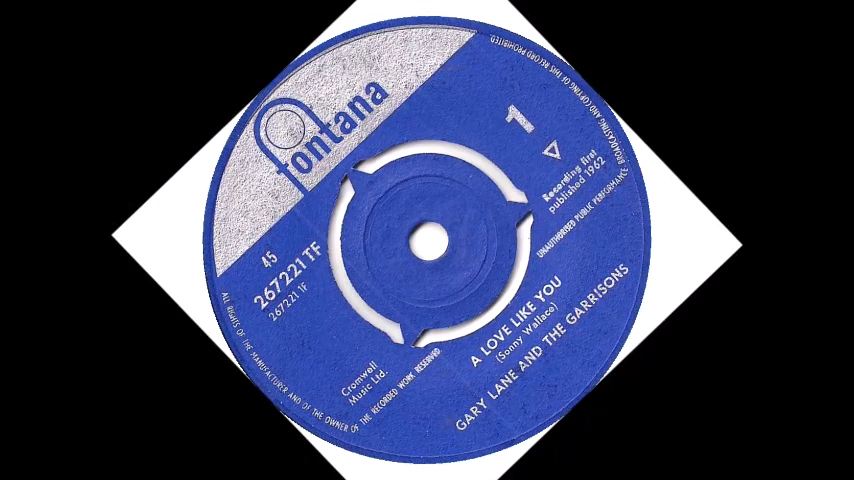 fontana
1
45
267221 TF
267221 1F
Recording first
published 1962
Cromwell
Music Ltd.
A LOVE LIKE YOU
(Sonny Wallace)
GARY LANE AND THE GARRISONS
ALL RIGHTS OF THE MANUFACTURER AND OF THE OWNER OF THE RECORDED WORK RESERVED
UNAUTHORISED PUBLIC PERFORMANCE BROADCASTING AND COPYING OF THIS RECORD PROHIBITED